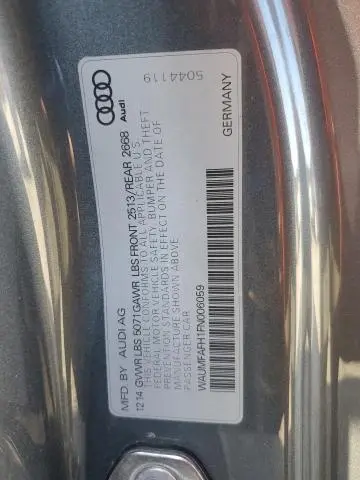 MFD. BY AUDI AG
12.14 GVWR LBS 5071 GAWR LBS FRONT 2513/REAR 2668
THIS VEHICLE CONFORMS TO ALL APPLICABLE U.S.
FEDERAL MOTOR VEHICLE SAFETY, BUMPER AND THEFT
PREVENTION STANDARDS IN EFFECT ON THE DATE OF
MANUFACTURE SHOWN ABOVE.
PASSENGER CAR
WAUMFAFH1FN006059
GERMANY
Audi
5044119